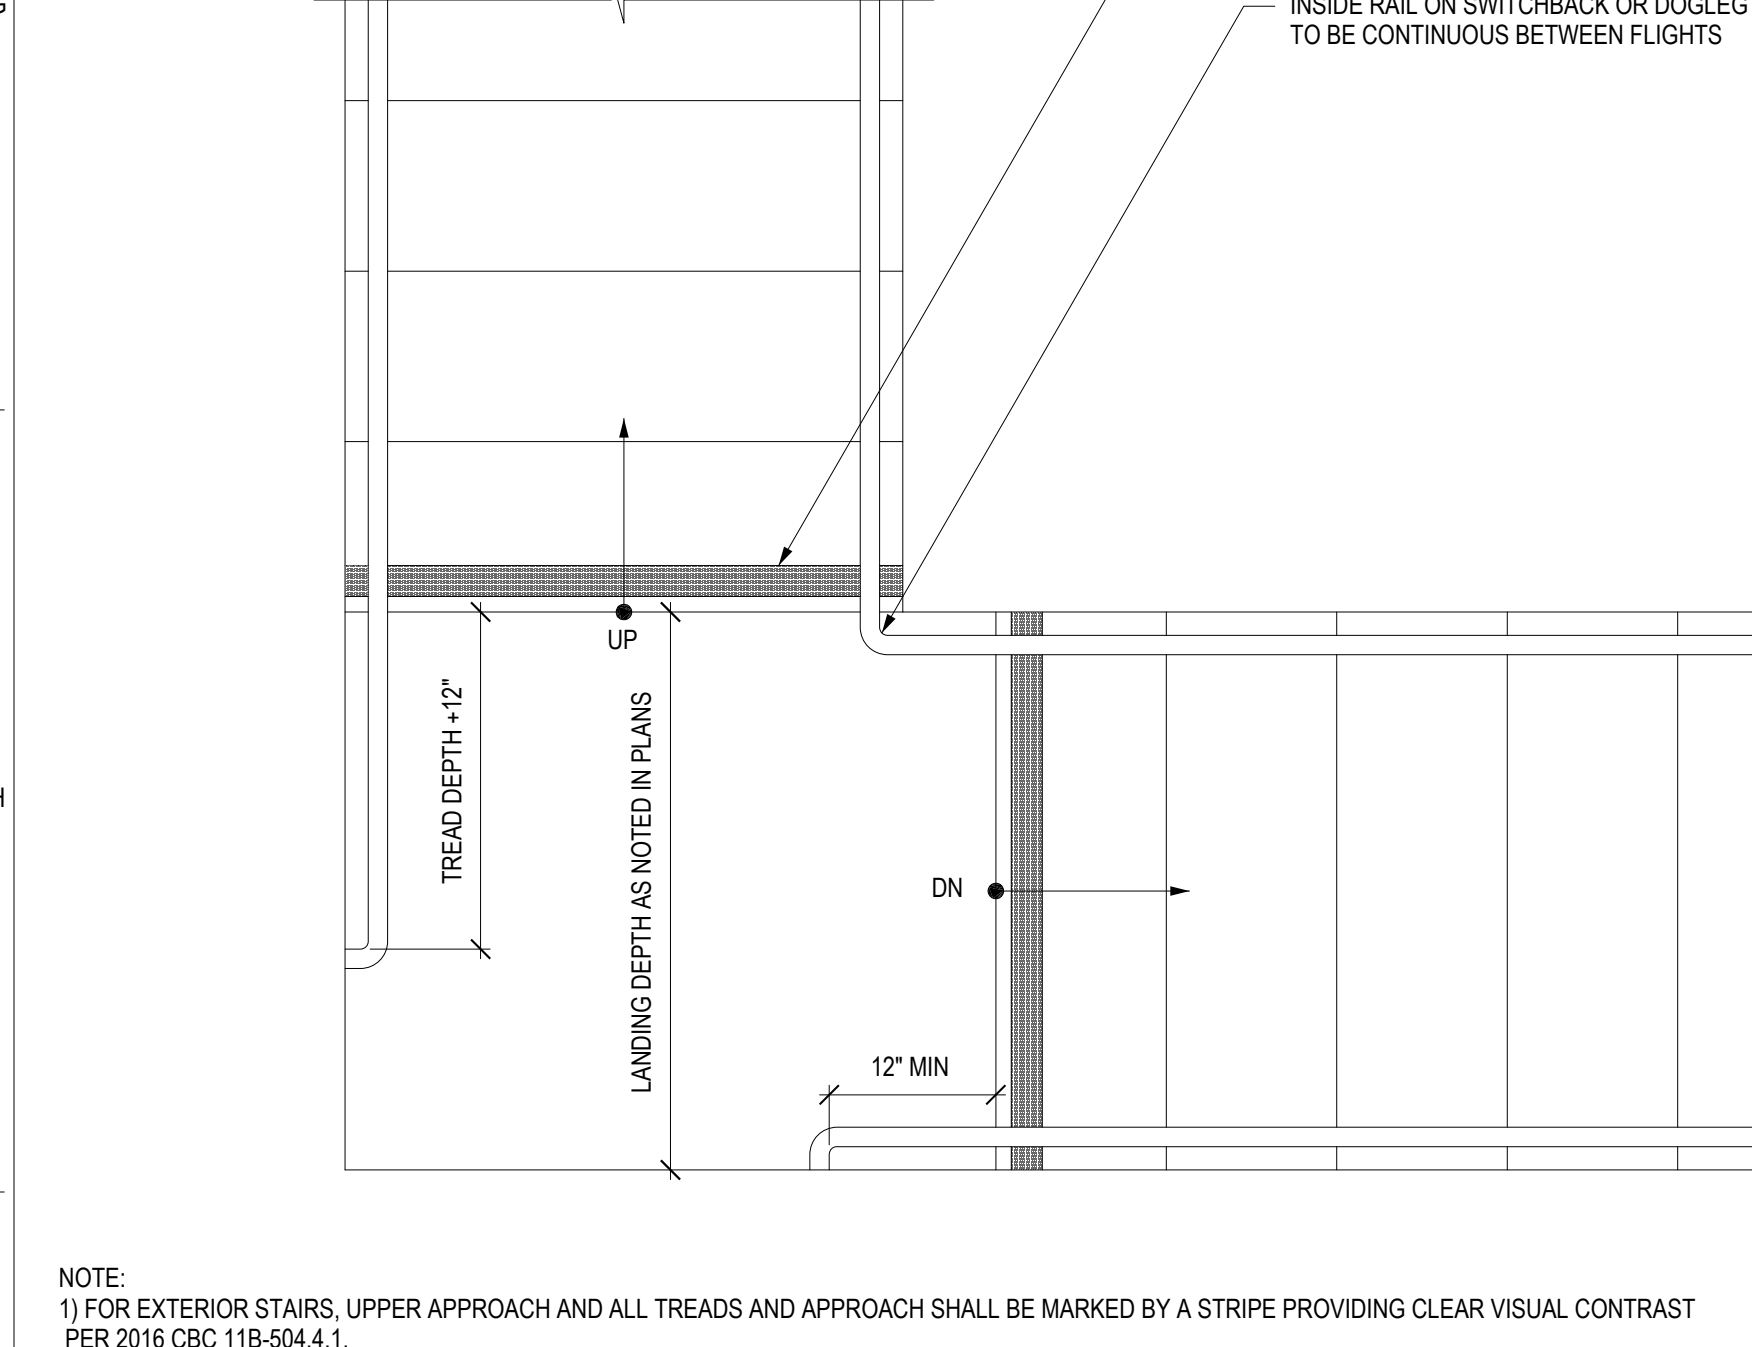 G
INSIDE RAIL ON SWITCHBACK OR DOGLEG
TO BE CONTINUOUS BETWEEN FLIGHTS
UP
TREAD DEPTH +12"
LANDING DEPTH AS NOTED IN PLANS
H
DN
12" MIN
NOTE:
1) FOR EXTERIOR STAIRS, UPPER APPROACH AND ALL TREADS AND APPROACH SHALL BE MARKED BY A STRIPE PROVIDING CLEAR VISUAL CONTRAST
PER 2016 CBC 11B-504.4.1.